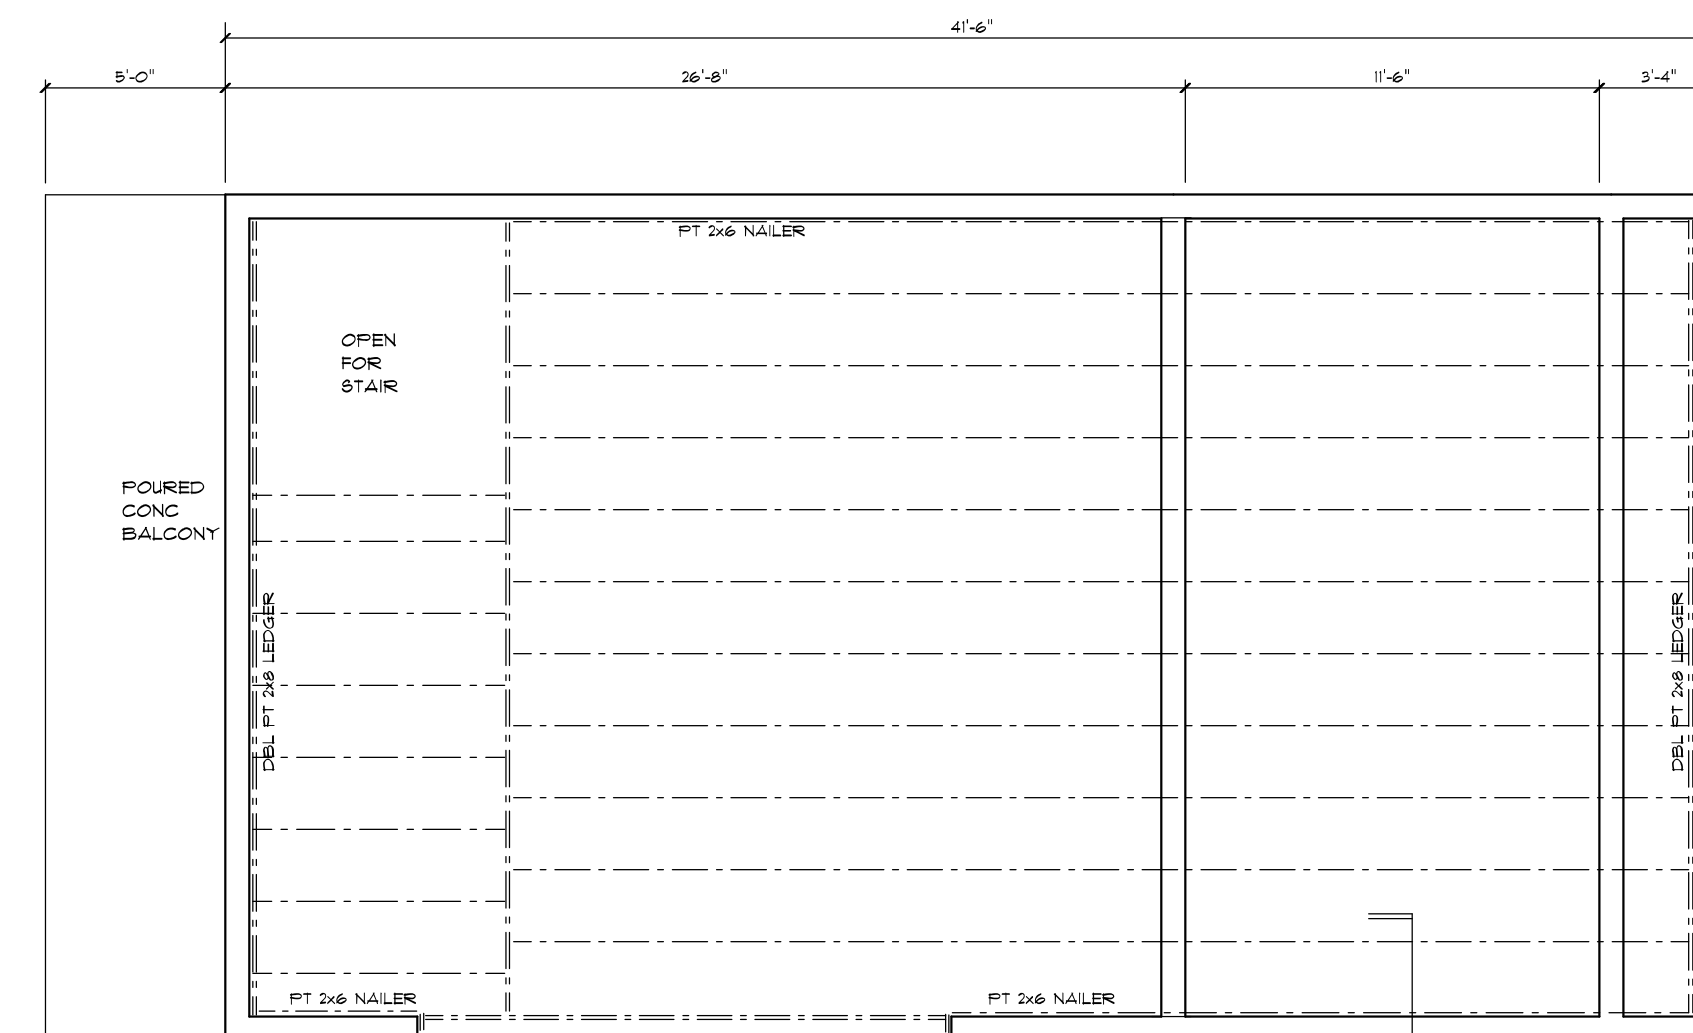 41'-6"
5'-0"
26'-8"
11'-6"
3'-4"
PT 2x6 NAILER
OPEN
FOR
STAIR
POURED
CONC
BALCONY
DBL PT 2x8 LEDGER
DBL PT 2x8 LEDGER
PT 2x6 NAILER
PT 2x6 NAILER